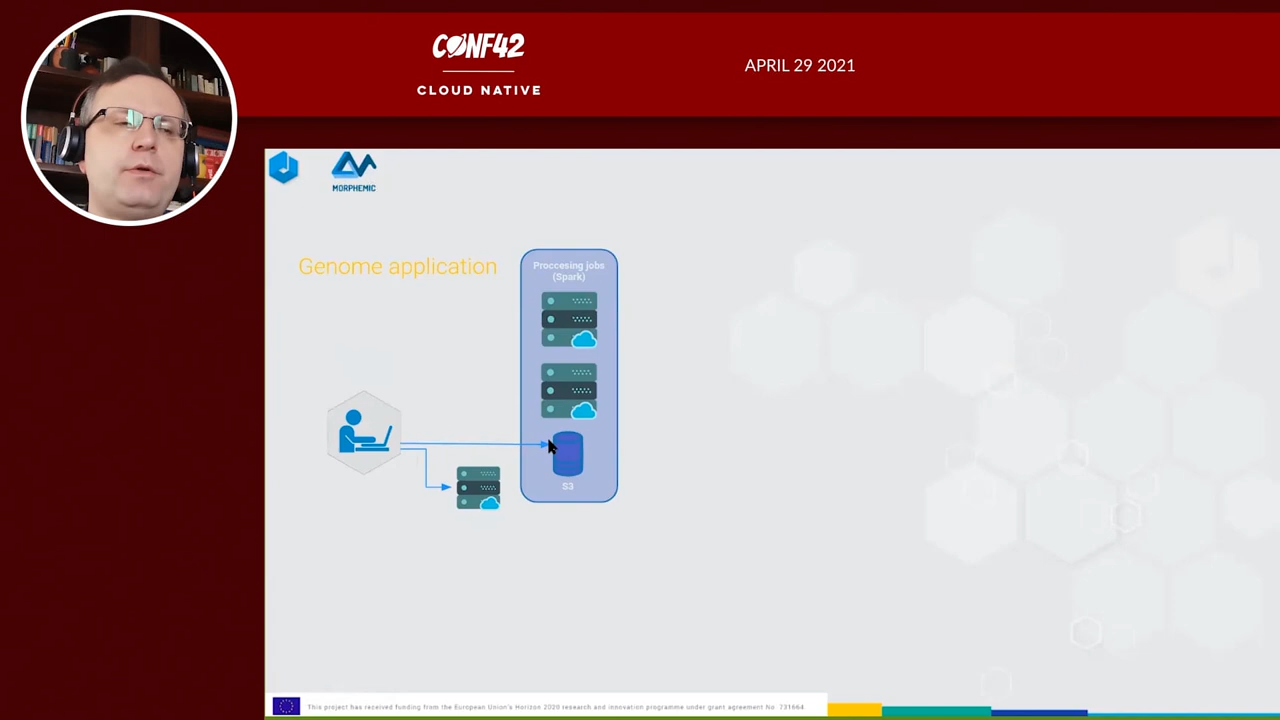 CONF42
CLOUD NATIVE
APRIL 29 2021
MORPHEMIC
Genome application
Proccesing jobs
(Spark)
S3
This project has received funding from the European Union's Horizon 2020 research and innovation programme under grant agreement No 731664